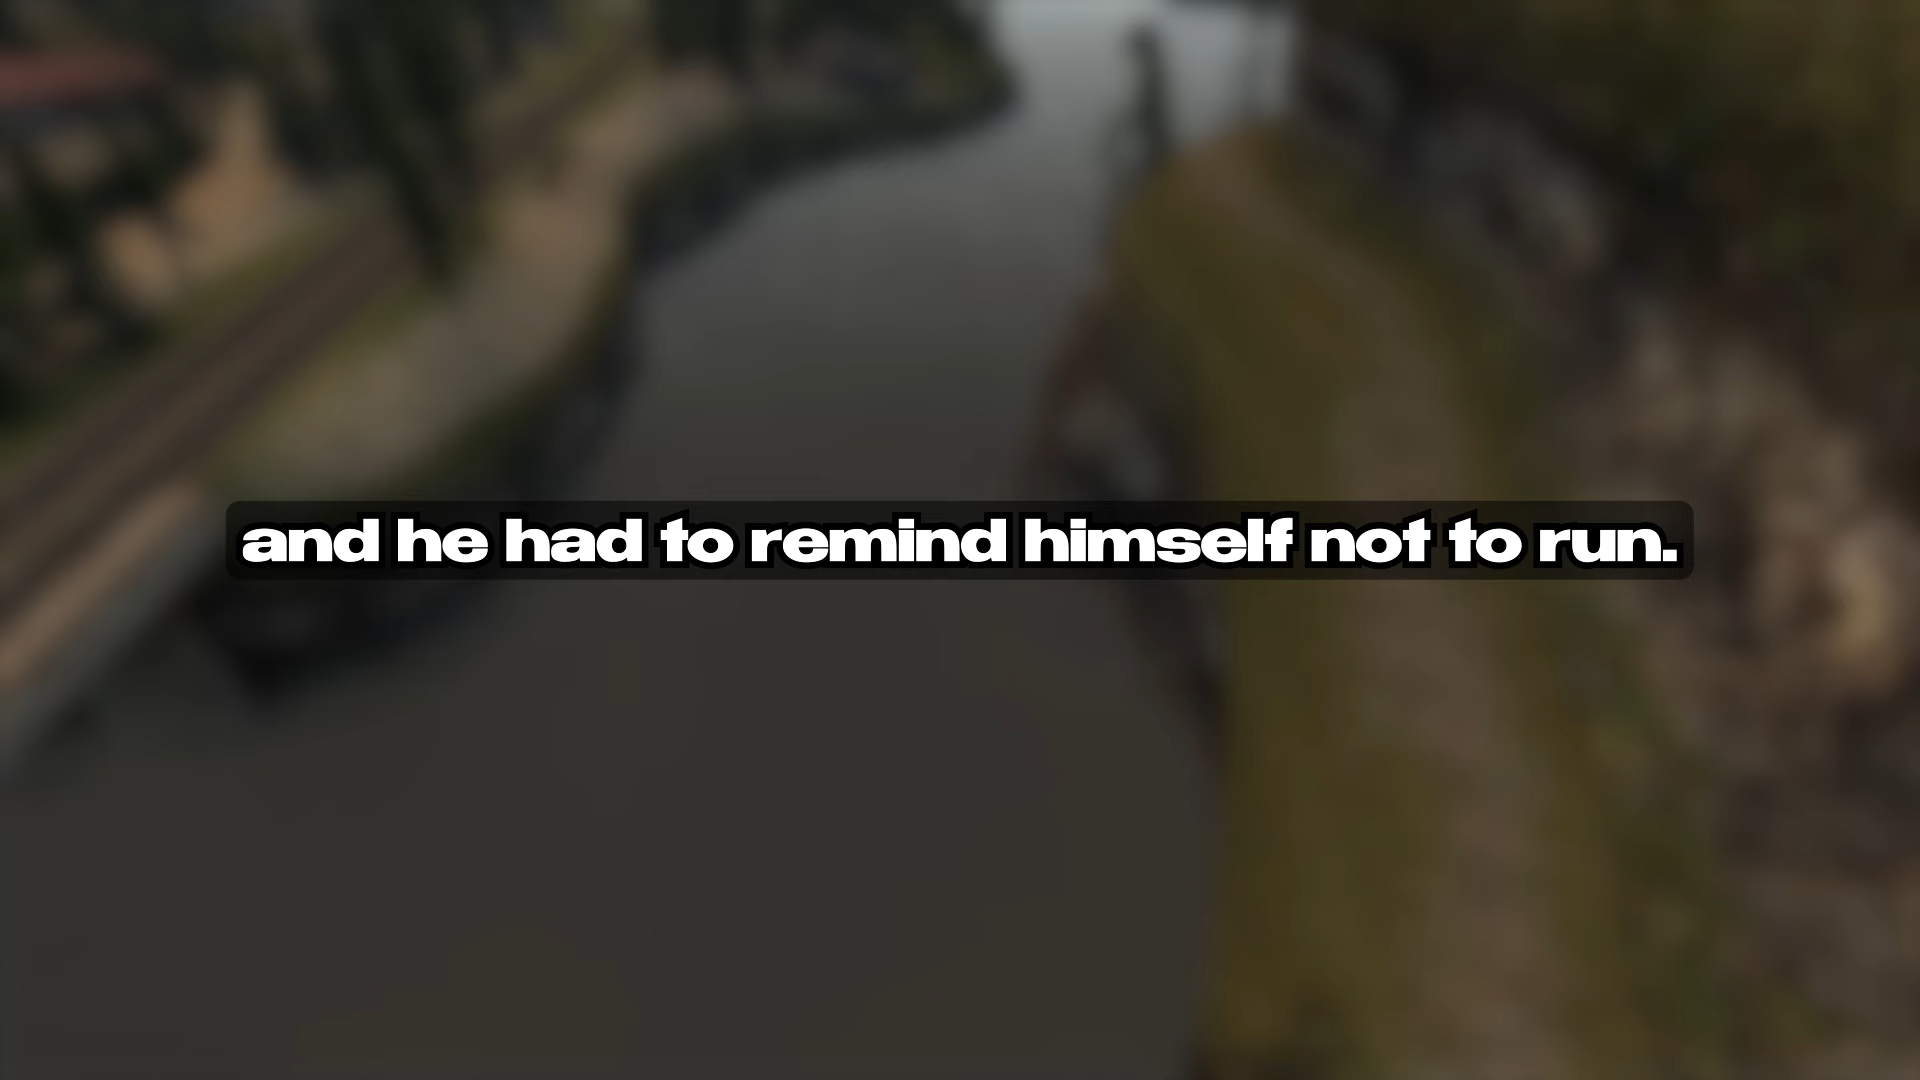 and he had to remind himself not to run.